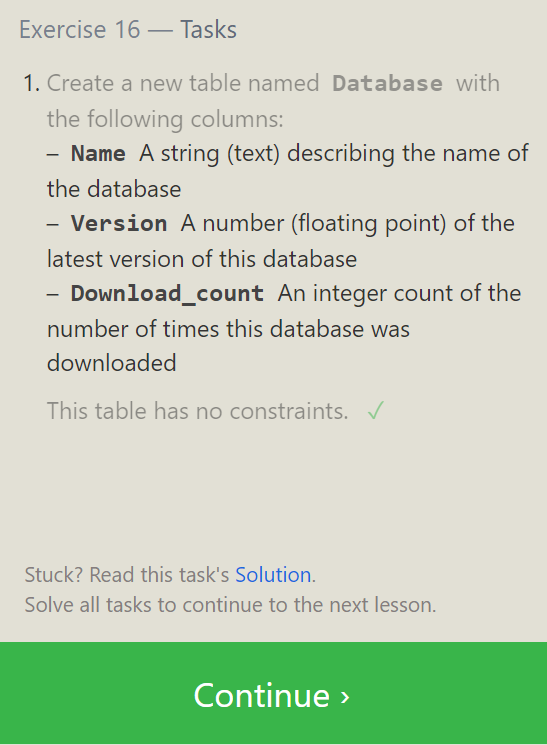 Exercise 16 — Tasks
1. Create a new table named Database with
the following columns:
– Name A string (text) describing the name of
the database
– Version A number (floating point) of the
latest version of this database
– Download_count An integer count of the
number of times this database was
downloaded
This table has no constraints. ✓
Stuck? Read this task's Solution.
Solve all tasks to continue to the next lesson.
Continue ›